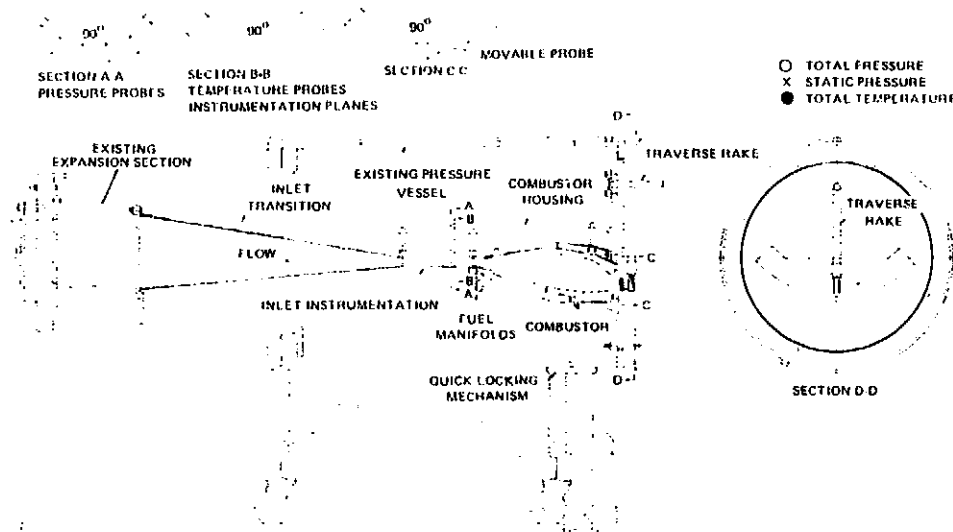 90°
90°
90°
MOVABLE PROBE
SECTION A A
PRESSURE PROBES
SECTION B-B
TEMPERATURE PROBES
INSTRUMENTATION PLANES
SECTION C C
O TOTAL PRESSURE
X STATIC PRESSURE
● TOTAL TEMPERATURE
D
EXISTING
EXPANSION SECTION
INLET
TRANSITION
EXISTING PRESSURE
VESSEL
COMBUSTOR
HOUSING
TRAVERSE RAKE
A
B
TRAVERSE
RAKE
FLOW
C
B
A
INLET INSTRUMENTATION
C
FUEL
MANIFOLDS
COMBUSTOR
QUICK LOCKING
MECHANISM
D
SECTION D-D